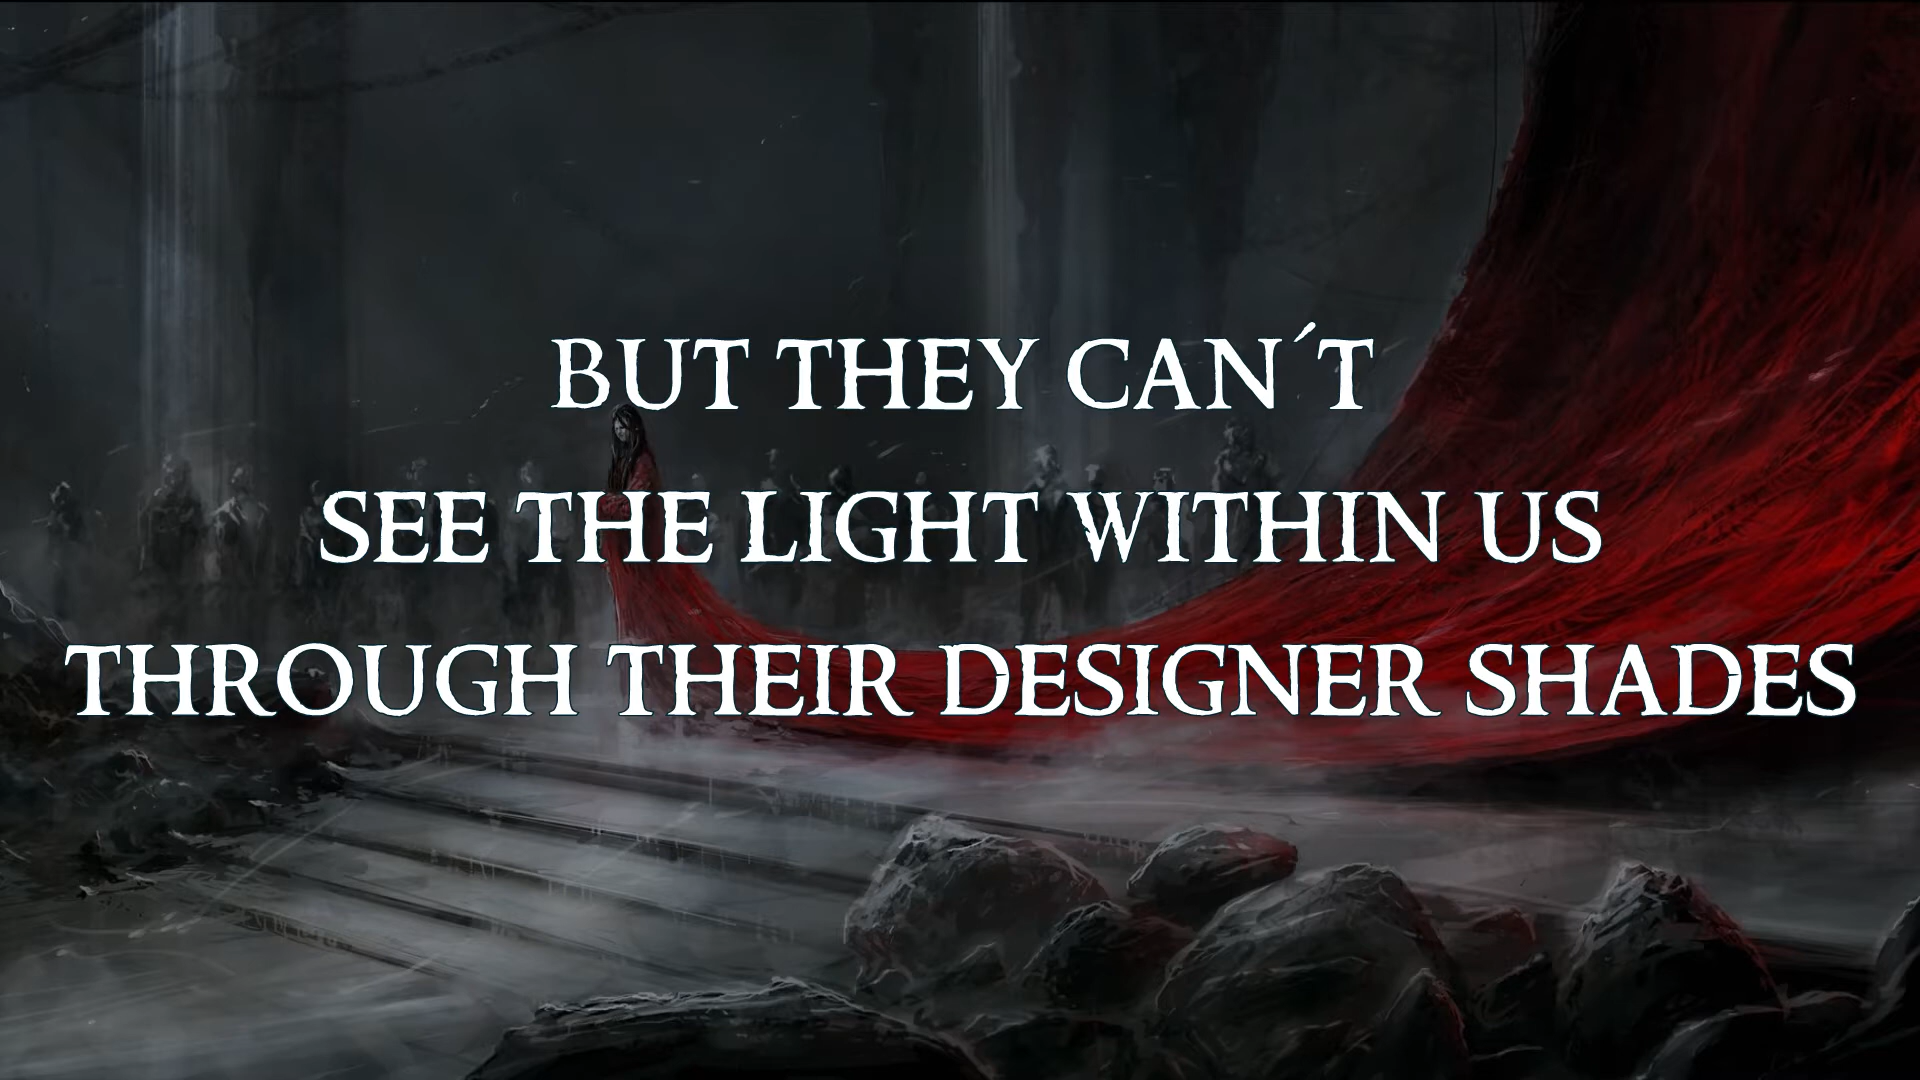 BUT THEY CAN´T
SEE THE LIGHT WITHIN US
THROUGH THEIR DESIGNER SHADES